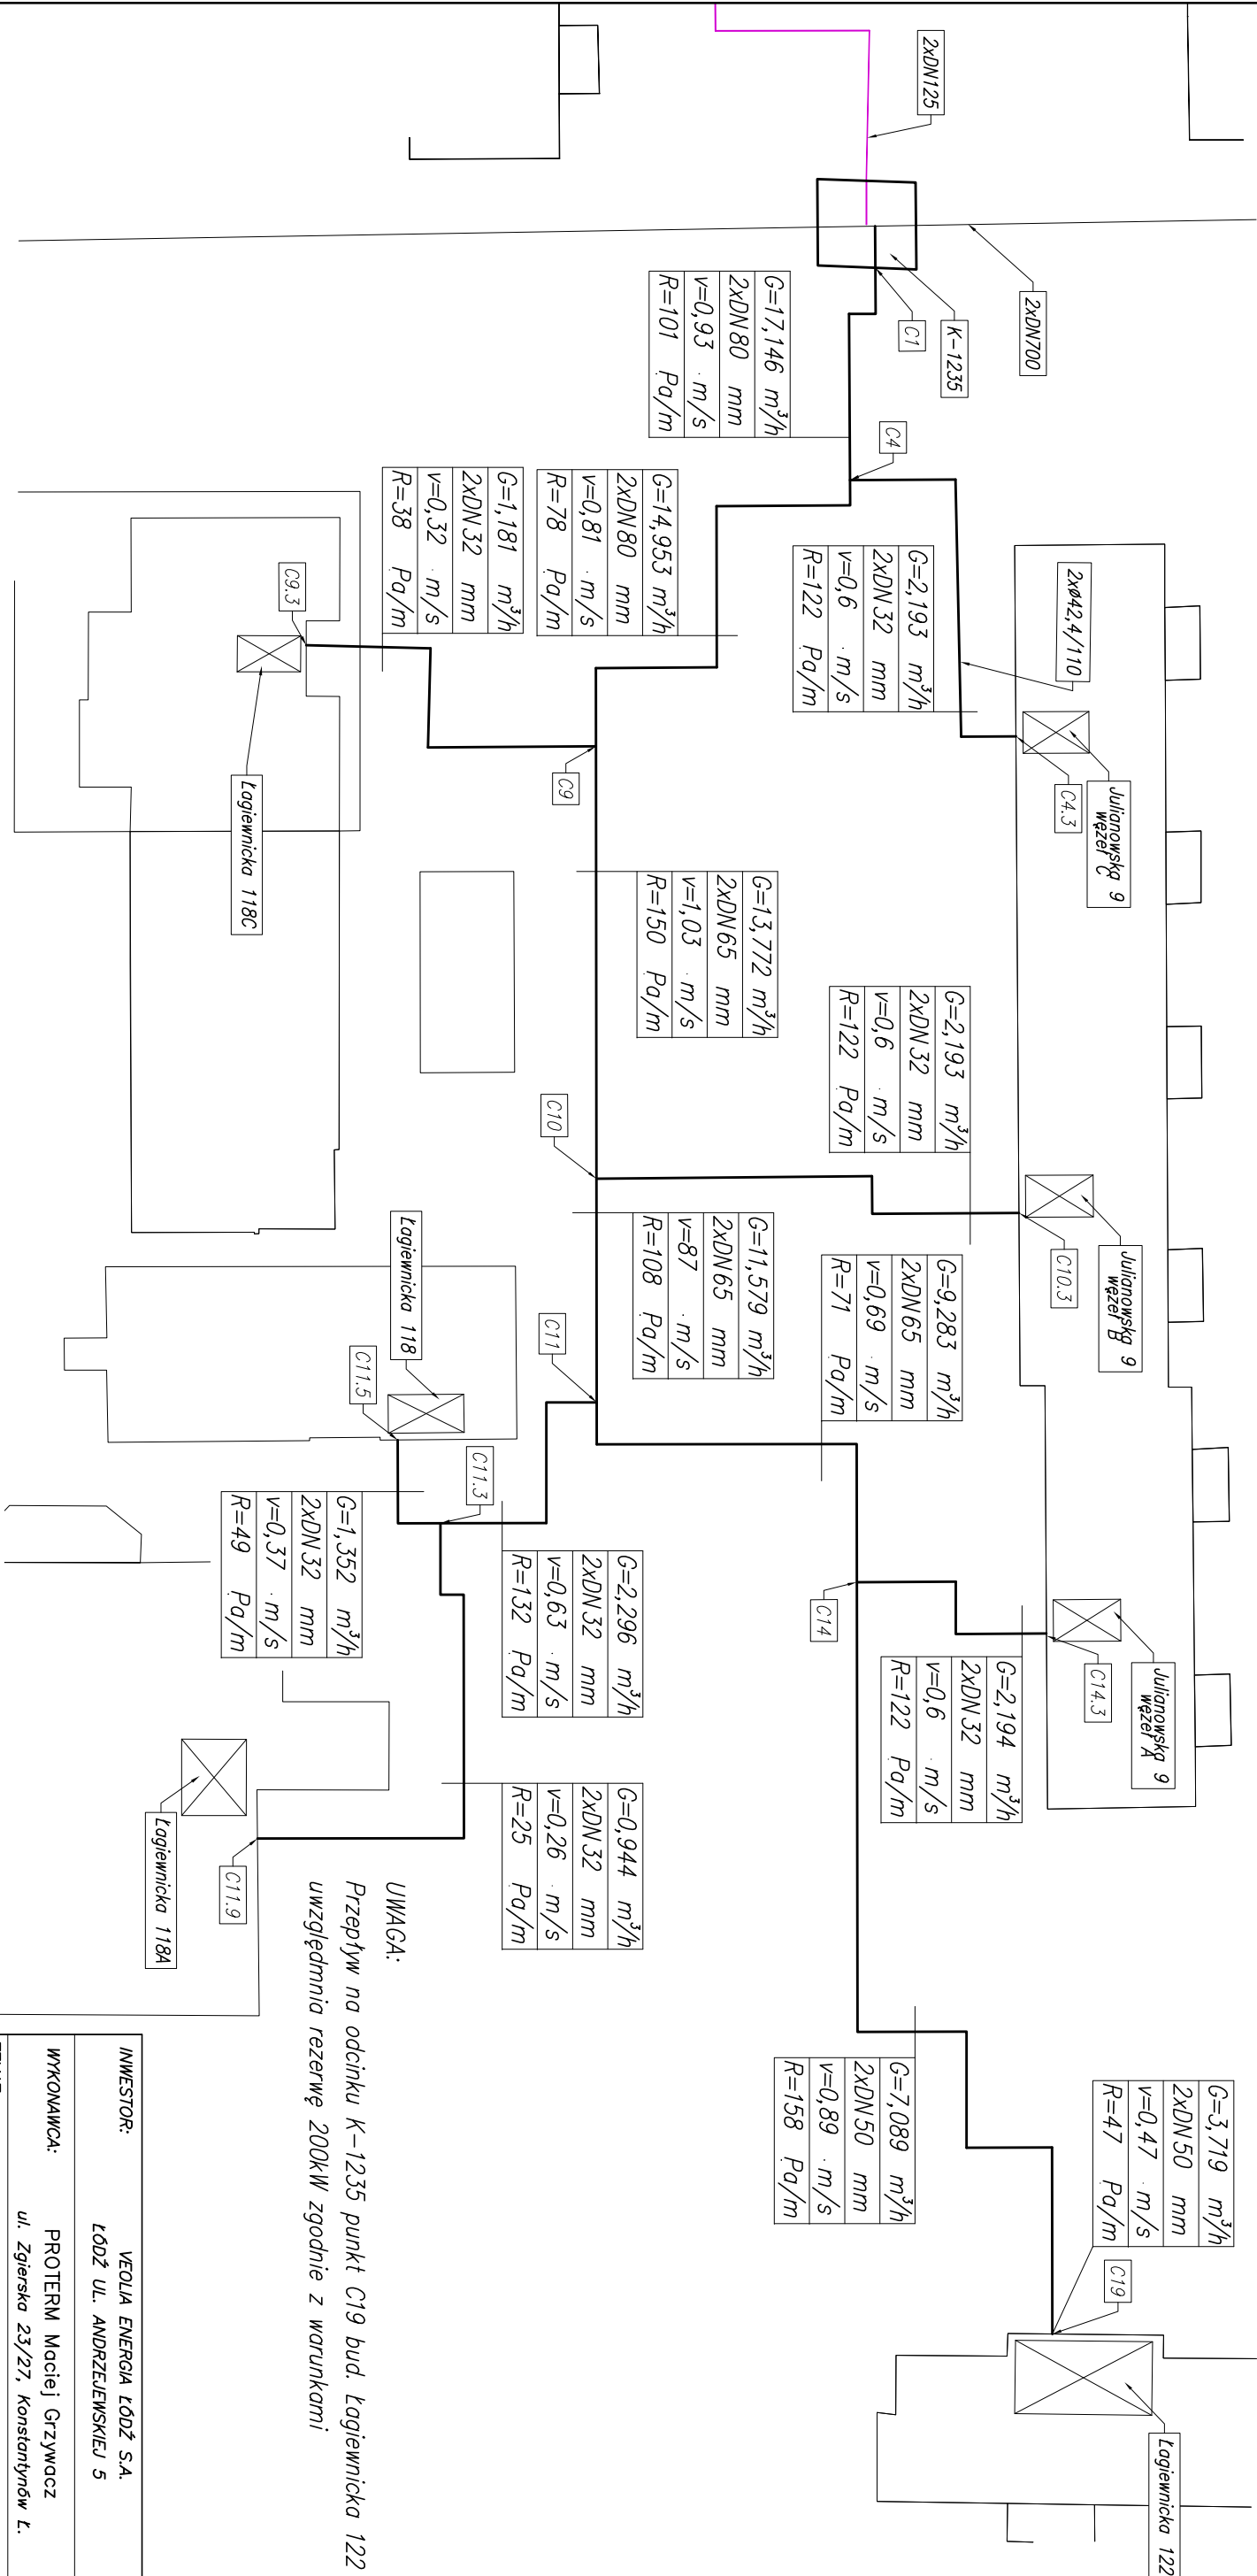 2xDN125
2xDN700
K-1235
C1
G=17,146 m³/h
2xDN80 mm
v=0,93 m/s
R=101 Pa/m
C4
G=2,193 m³/h
2xDN32 mm
v=0,6 m/s
R=122 Pa/m
2xø42,4/110
Julianowska 9
węzeł C
C4.3
G=14,953 m³/h
2xDN80 mm
v=0,81 m/s
R=78 Pa/m
G=1,181 m³/h
2xDN32 mm
v=0,32 m/s
R=38 Pa/m
C9.3
Łagiewnicka 118C
C9
G=13,772 m³/h
2xDN65 mm
v=1,03 m/s
R=150 Pa/m
G=2,193 m³/h
2xDN32 mm
v=0,6 m/s
R=122 Pa/m
C10
Julianowska 9
węzeł B
C10.3
G=11,579 m³/h
2xDN65 mm
v=87 m/s
R=108 Pa/m
G=9,283 m³/h
2xDN65 mm
v=0,69 m/s
R=71 Pa/m
C11
Łagiewnicka 118
C11.5
C11.3
G=1,352 m³/h
2xDN32 mm
v=0,37 m/s
R=49 Pa/m
G=2,296 m³/h
2xDN32 mm
v=0,63 m/s
R=132 Pa/m
C14
Julianowska 9
węzeł A
C14.3
G=2,194 m³/h
2xDN32 mm
v=0,6 m/s
R=122 Pa/m
G=0,944 m³/h
2xDN32 mm
v=0,26 m/s
R=25 Pa/m
Łagiewnicka 118A
C11.9
G=7,089 m³/h
2xDN50 mm
v=0,89 m/s
R=158 Pa/m
G=3,719 m³/h
2xDN50 mm
v=0,47 m/s
R=47 Pa/m
C19
Łagiewnicka 122
UWAGA:
Przepływ na odcinku K-1235 punkt C19 bud. Łagiewnicka 122
uwzględmnia rezerwę 200kW zgodnie z warunkami
INWESTOR: VEOLIA ENERGIA ŁÓDŹ S.A.
ŁÓDŹ UL. ANDRZEJEWSKIEJ 5
WYKONAWCA: PROTERM Maciej Grzywacz
ul. Zgierska 23/27, Konstantynów Ł.